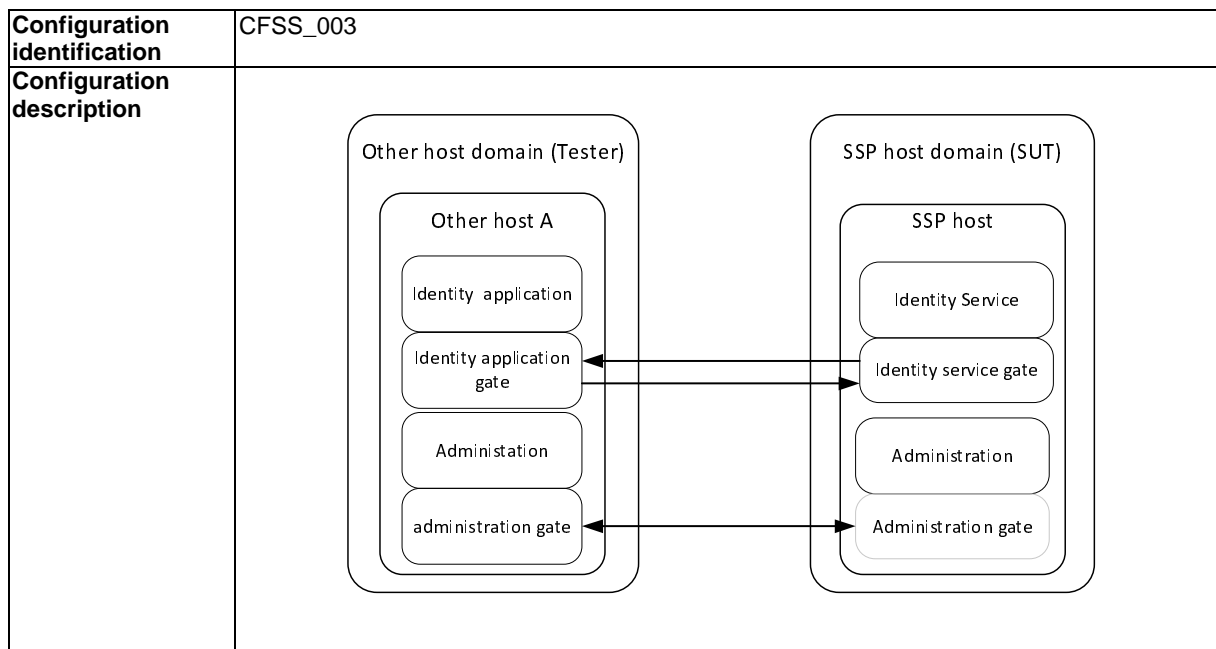 Configuration
identification
CFSS_003
Configuration
description
Other host domain (Tester)
Other host A
Identity application
Identity application
gate
Administation
administration gate
SSP host domain (SUT)
SSP host
Identity Service
Identity service gate
Administration
Administration gate